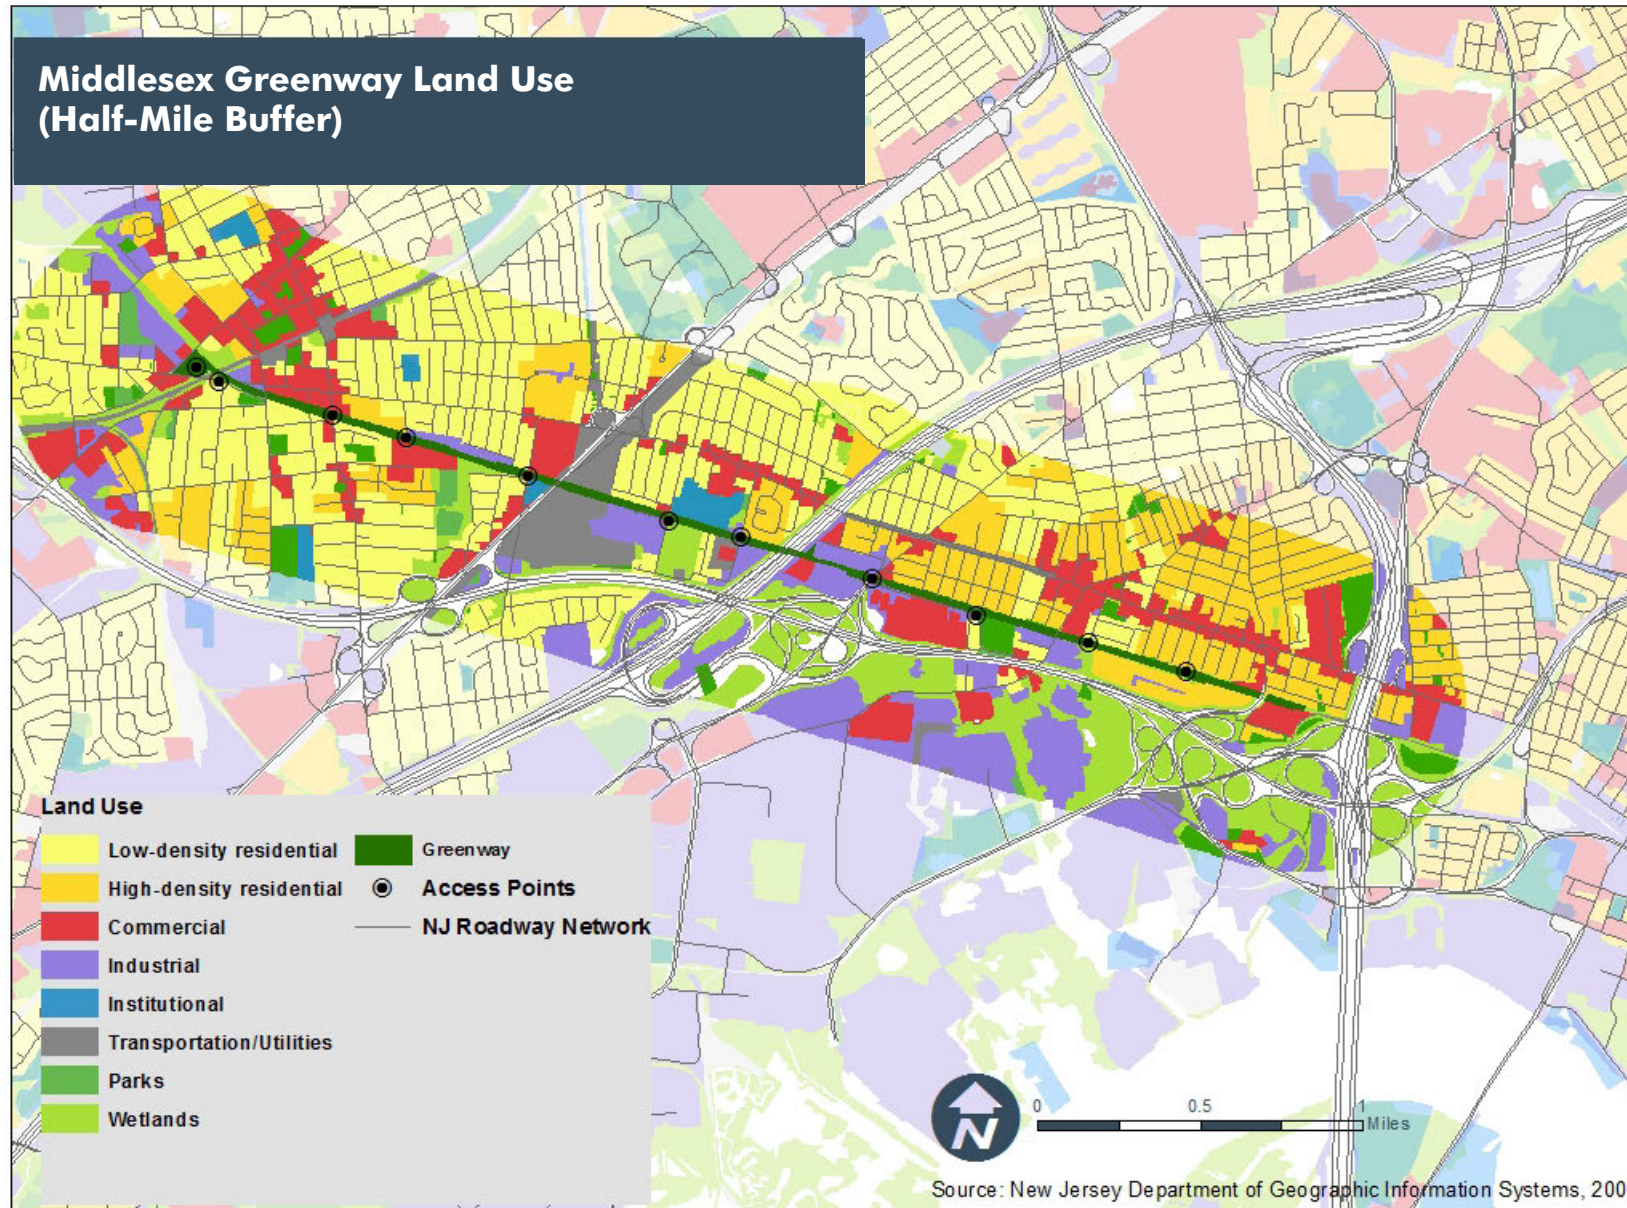 Middlesex Greenway Land Use
(Half-Mile Buffer)
Land Use
Low-density residential
High-density residential
Commercial
Industrial
Institutional
Transportation/Utilities
Parks
Wetlands
Greenway
Access Points
NJ Roadway Network
N
0 0.5 1
Miles
Source: New Jersey Department of Geographic Information Systems, 200